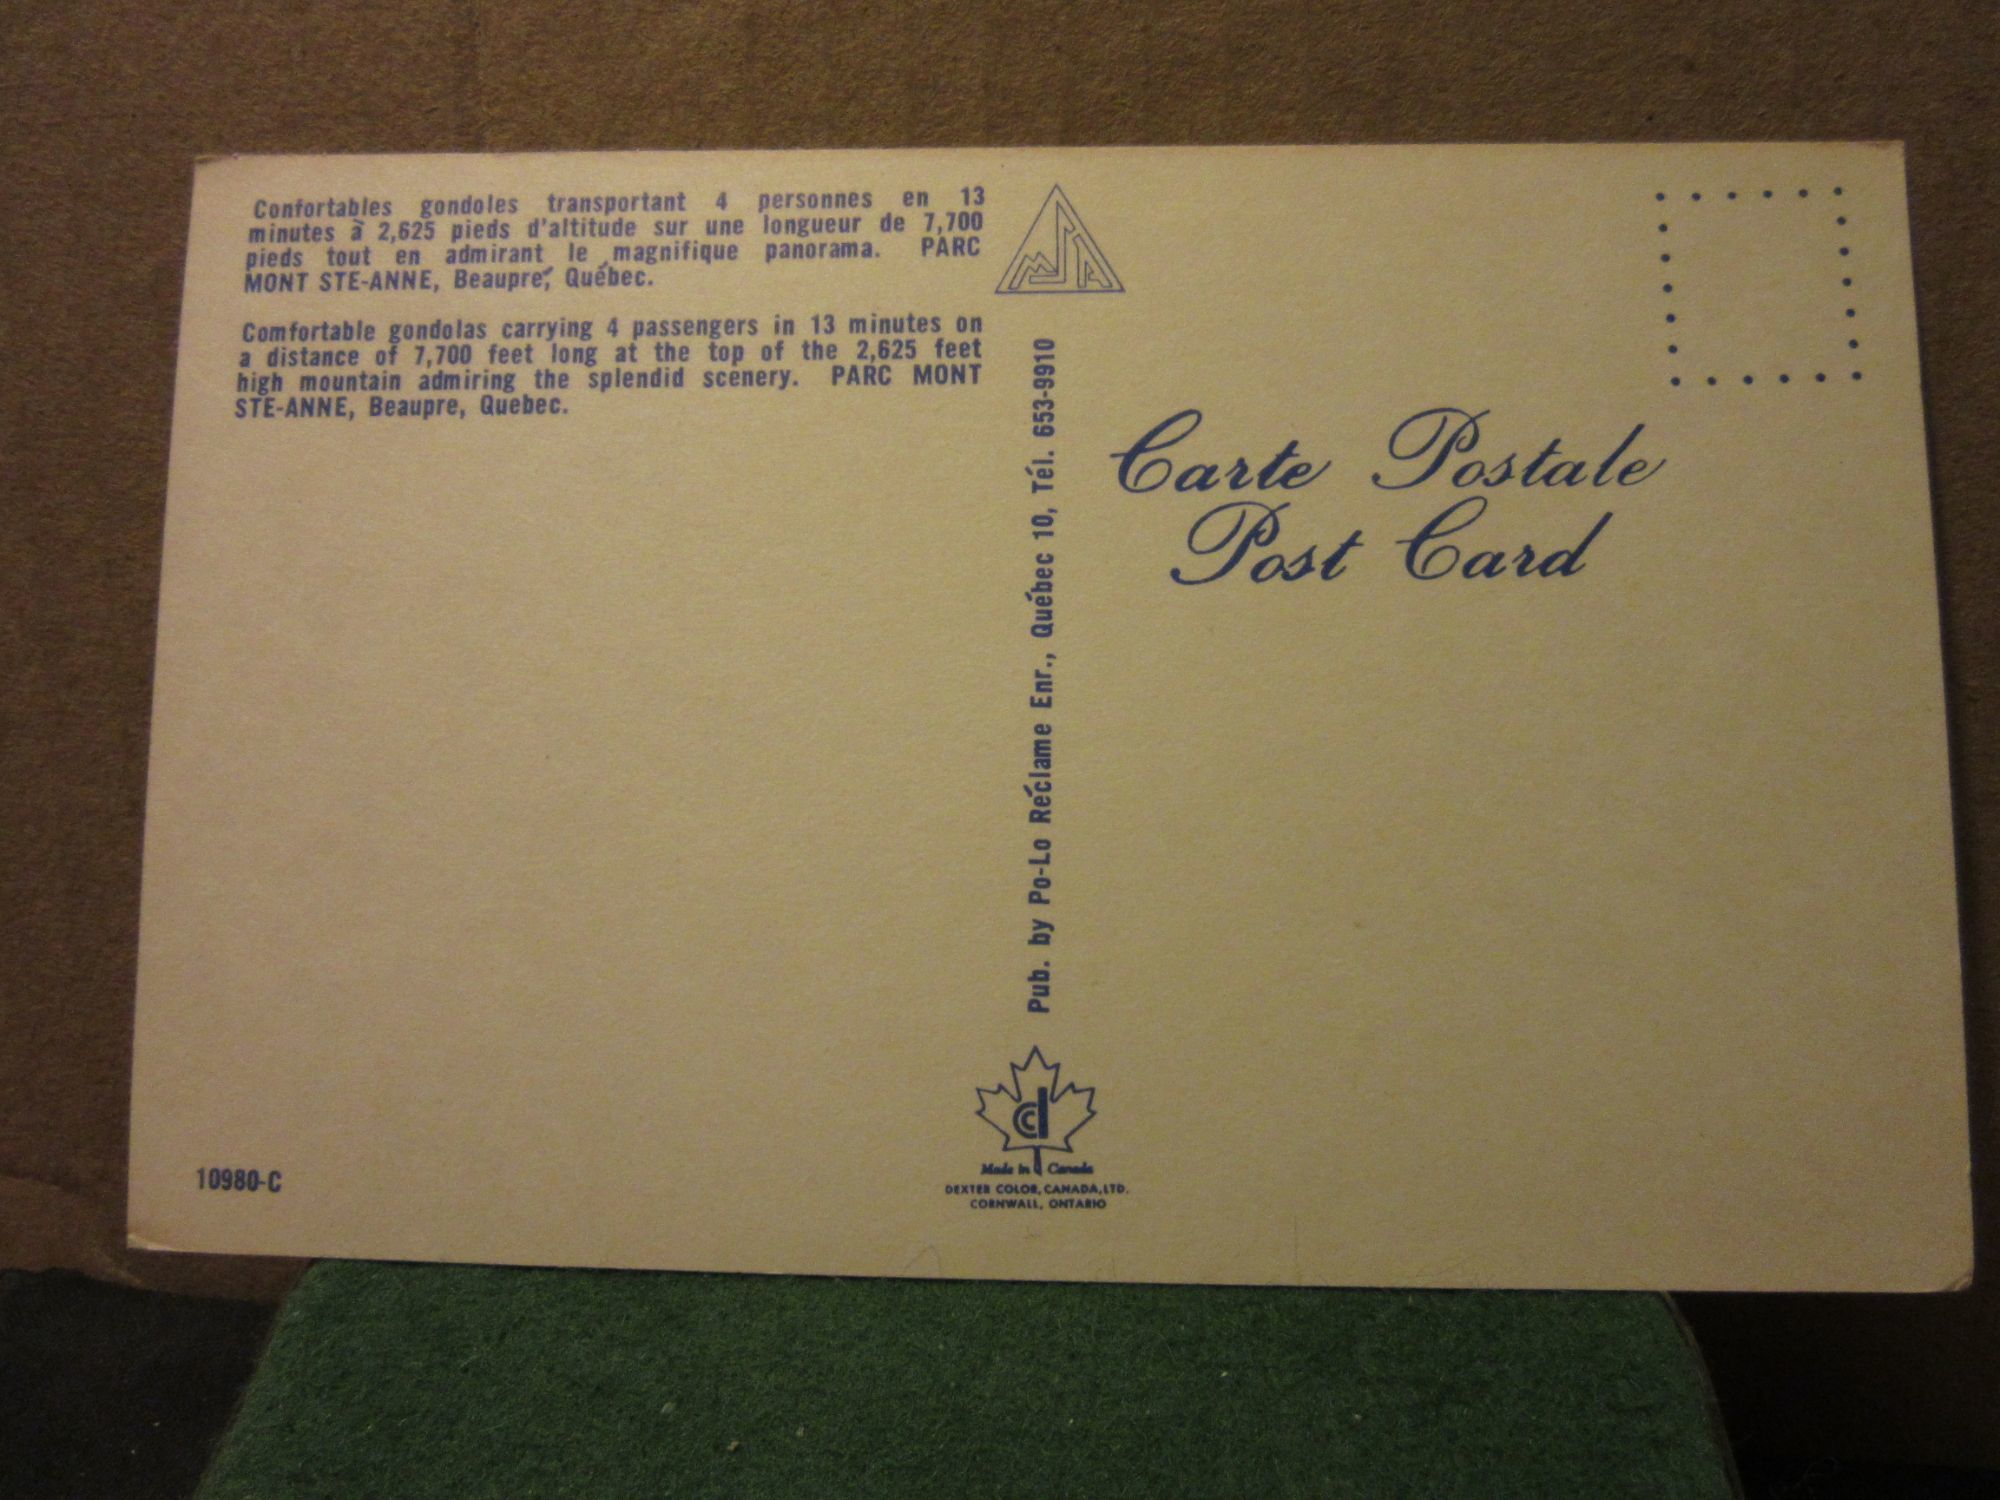 Confortables gondoles transportant 4 personnes en 13
minutes à 2,625 pieds d'altitude sur une longueur de 7,700
pieds tout en admirant le magnifique panorama. PARC
MONT STE-ANNE, Beaupré, Québec.
Comfortable gondolas carrying 4 passengers in 13 minutes on
a distance of 7,700 feet long at the top of the 2,625 feet
high mountain admiring the splendid scenery. PARC MONT
STE-ANNE, Beaupre, Quebec.
10980-C
MSA
Pub. by Po-Lo Réclame Enr., Québec 10, Tél. 653-9910
cd
Made in Canada
DEXTER COLOR, CANADA, LTD.
CORNWALL, ONTARIO
Carte Postale
Post Card